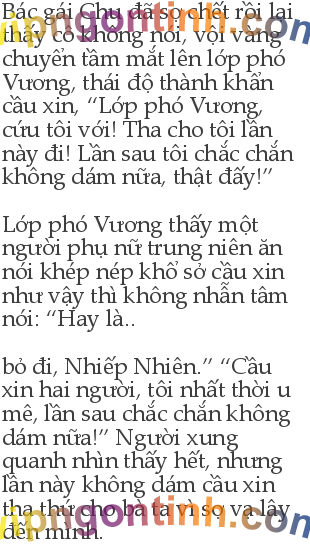 Bác gái Chu đã sợ chết rồi lại
thấy cô không nói, vội vàng
chuyển tầm mắt lên lớp phó
Vương, thái độ thành khẩn
cầu xin, “Lớp phó Vương,
cứu tôi với! Tha cho tôi lần
này đi! Lần sau tôi chắc chắn
không dám nữa, thật đấy!”
Lớp phó Vương thấy một
người phụ nữ trung niên ăn
nói khép nép khổ sở cầu xin
như vậy thì không nhẫn tâm
nói: “Hay là..
bỏ đi, Nhiếp Nhiên.” “Cầu
xin hai người, tôi nhất thời u
mê, lần sau chắc chắn không
dám nữa!” Người xung
quanh nhìn thấy hết, nhưng
lần này không dám cầu xin
tha thứ cho bà ta vì sợ vạ lây
đến mình.
vipngontinh.com
vipngontinh.com